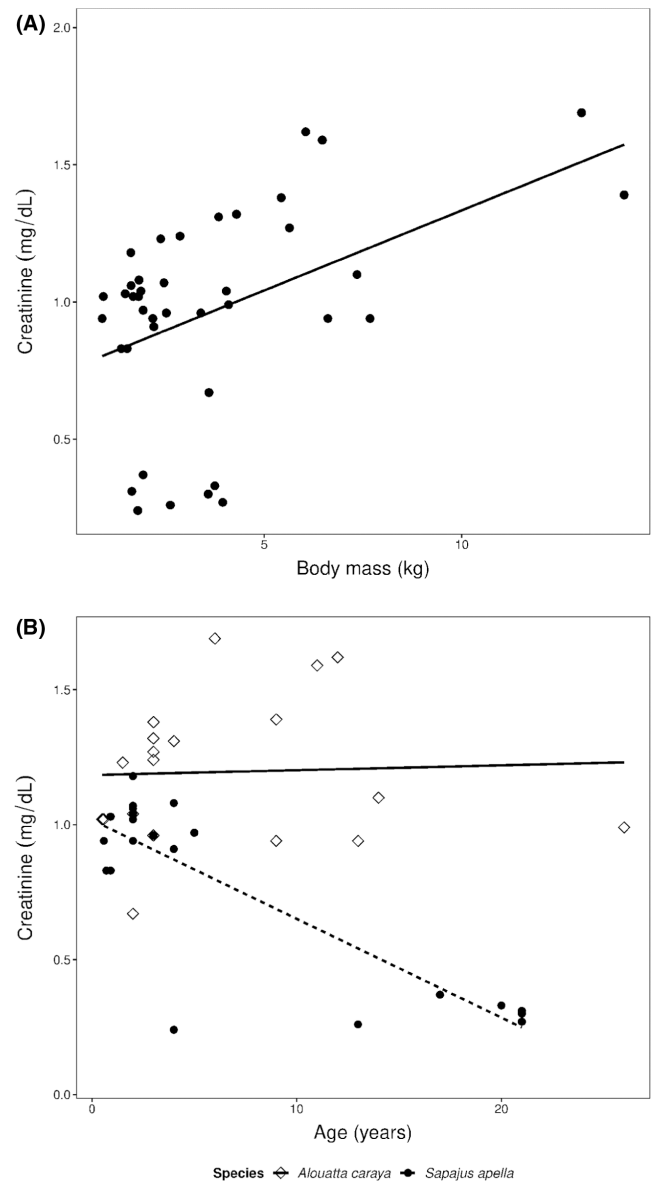 (A)
2.0
1.5
1.0
0.5
Creatinine (mg/dL)
5 10
Body mass (kg)
(B)
1.5
1.0
0.5
0.0
Creatinine (mg/dL)
0 10 20
Age (years)
Species Alouatta caraya Sapajus apella